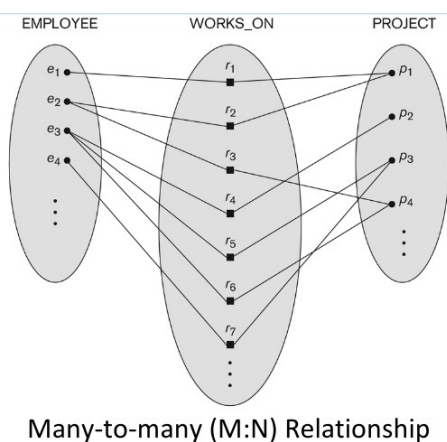 EMPLOYEE WORKS_ON PROJECT
e1 r1 p1
e2 r2 p2
e3 r3 p3
e4 r4 p4
r5
r6
r7
Many-to-many (M:N) Relationship